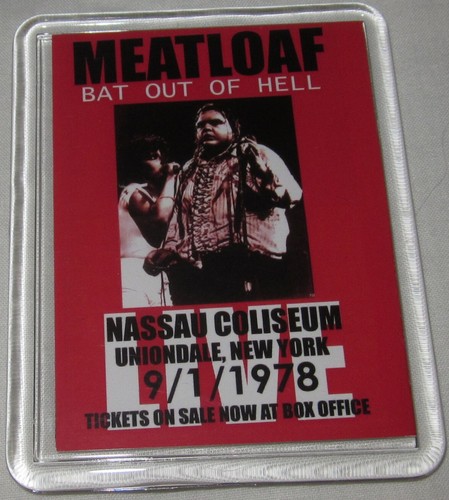 MEATLOAF
BAT OUT OF HELL
LIVE
NASSAU COLISEUM
UNIONDALE, NEW YORK
9/1/1978
TICKETS ON SALE NOW AT BOX OFFICE